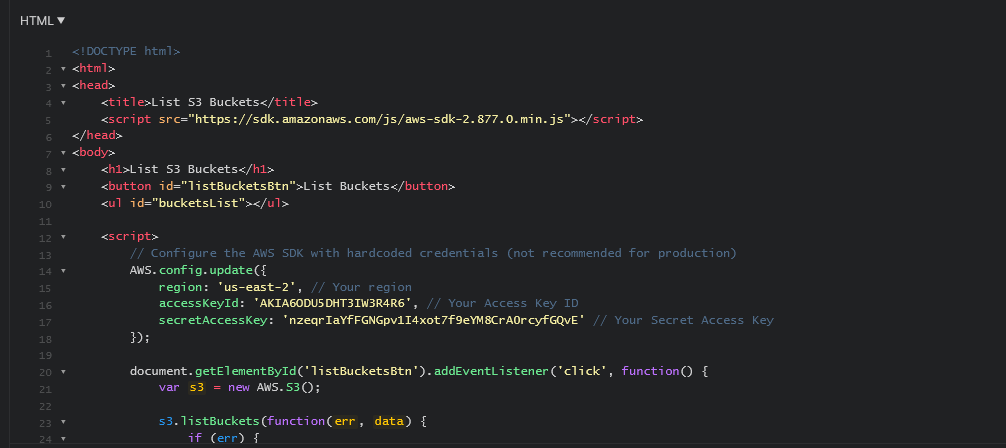 HTML ▼
1 <!DOCTYPE html>
2 ▼ <html>
3 ▼ <head>
4 ▼ <title>List S3 Buckets</title>
5 <script src="https://sdk.amazonaws.com/js/aws-sdk-2.877.0.min.js"></script>
6 </head>
7 ▼ <body>
8 ▼ <h1>List S3 Buckets</h1>
9 ▼ <button id="listBucketsBtn">List Buckets</button>
10 <ul id="bucketsList"></ul>
11
12 ▼ <script>
13 // Configure the AWS SDK with hardcoded credentials (not recommended for production)
14 ▼ AWS.config.update({
15 region: 'us-east-2', // Your region
16 accessKeyId: 'AKIA6ODU5DHT3IW3R4R6', // Your Access Key ID
17 secretAccessKey: '' // Your Secret Access Key
18 });
19
20 ▼ document.getElementById('listBucketsBtn').addEventListener('click', function() {
21 var s3 = new AWS.S3();
22
23 ▼ s3.listBuckets(function(err, data) {
24 ▼ if (err) {